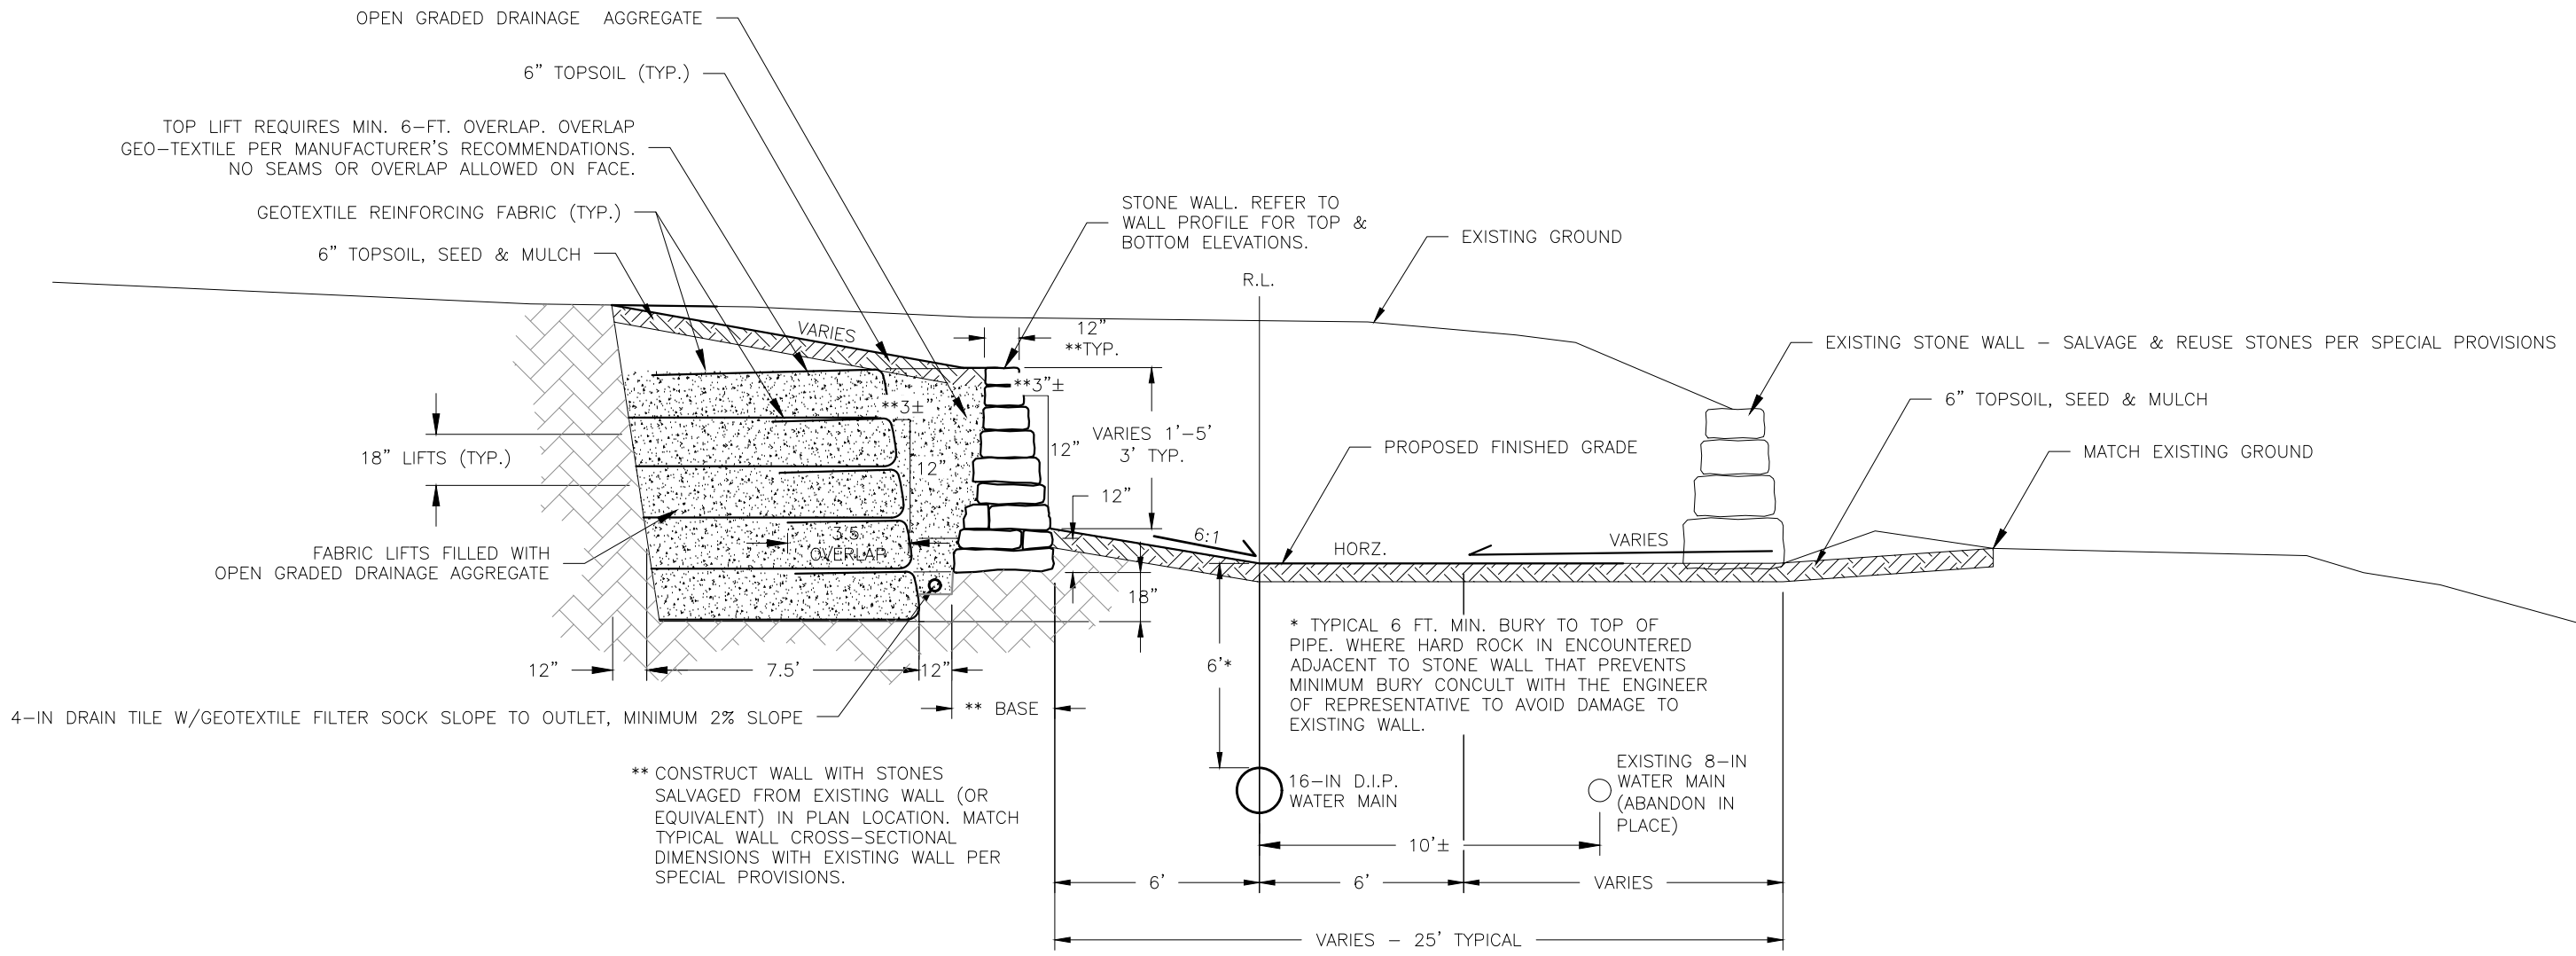 OPEN GRADED DRAINAGE AGGREGATE
6" TOPSOIL (TYP.)
TOP LIFT REQUIRES MIN. 6-FT. OVERLAP. OVERLAP
GEO-TEXTILE PER MANUFACTURER'S RECOMMENDATIONS.
NO SEAMS OR OVERLAP ALLOWED ON FACE.
GEOTEXTILE REINFORCING FABRIC (TYP.)
6" TOPSOIL, SEED & MULCH
STONE WALL. REFER TO
WALL PROFILE FOR TOP &
BOTTOM ELEVATIONS.
EXISTING GROUND
R.L.
VARIES
12"
**TYP.
**3"±
**3±"
EXISTING STONE WALL - SALVAGE & REUSE STONES PER SPECIAL PROVISIONS
6" TOPSOIL, SEED & MULCH
MATCH EXISTING GROUND
18" LIFTS (TYP.)
12"
12"
VARIES 1'-5'
3' TYP.
12"
PROPOSED FINISHED GRADE
3.5
OVERLAP
6:1
HORZ.
VARIES
FABRIC LIFTS FILLED WITH
OPEN GRADED DRAINAGE AGGREGATE
18"
12"
7.5'
12"
6'*
* TYPICAL 6 FT. MIN. BURY TO TOP OF
PIPE. WHERE HARD ROCK IN ENCOUNTERED
ADJACENT TO STONE WALL THAT PREVENTS
MINIMUM BURY CONCULT WITH THE ENGINEER
OF REPRESENTATIVE TO AVOID DAMAGE TO
EXISTING WALL.
4-IN DRAIN TILE W/GEOTEXTILE FILTER SOCK SLOPE TO OUTLET, MINIMUM 2% SLOPE
** BASE
** CONSTRUCT WALL WITH STONES
SALVAGED FROM EXISTING WALL (OR
EQUIVALENT) IN PLAN LOCATION. MATCH
TYPICAL WALL CROSS-SECTIONAL
DIMENSIONS WITH EXISTING WALL PER
SPECIAL PROVISIONS.
16-IN D.I.P.
WATER MAIN
EXISTING 8-IN
WATER MAIN
(ABANDON IN
PLACE)
10'±
6'
6'
VARIES
VARIES - 25' TYPICAL